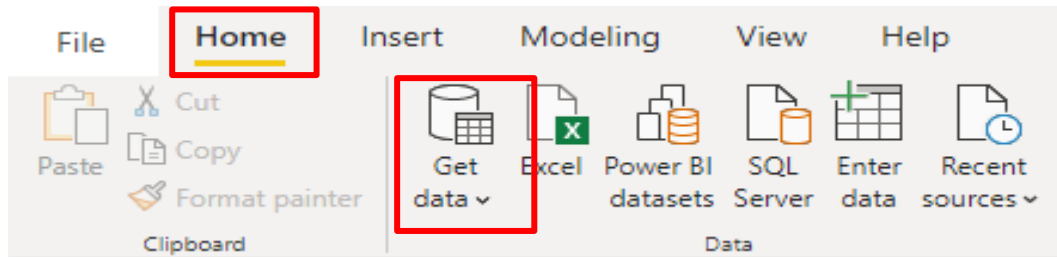 File Home Insert Modeling View Help
Cut
Copy
Paste
Format painter
Get data
Excel
Power BI datasets
SQL Server
Enter data
Recent sources
Clipboard
Data